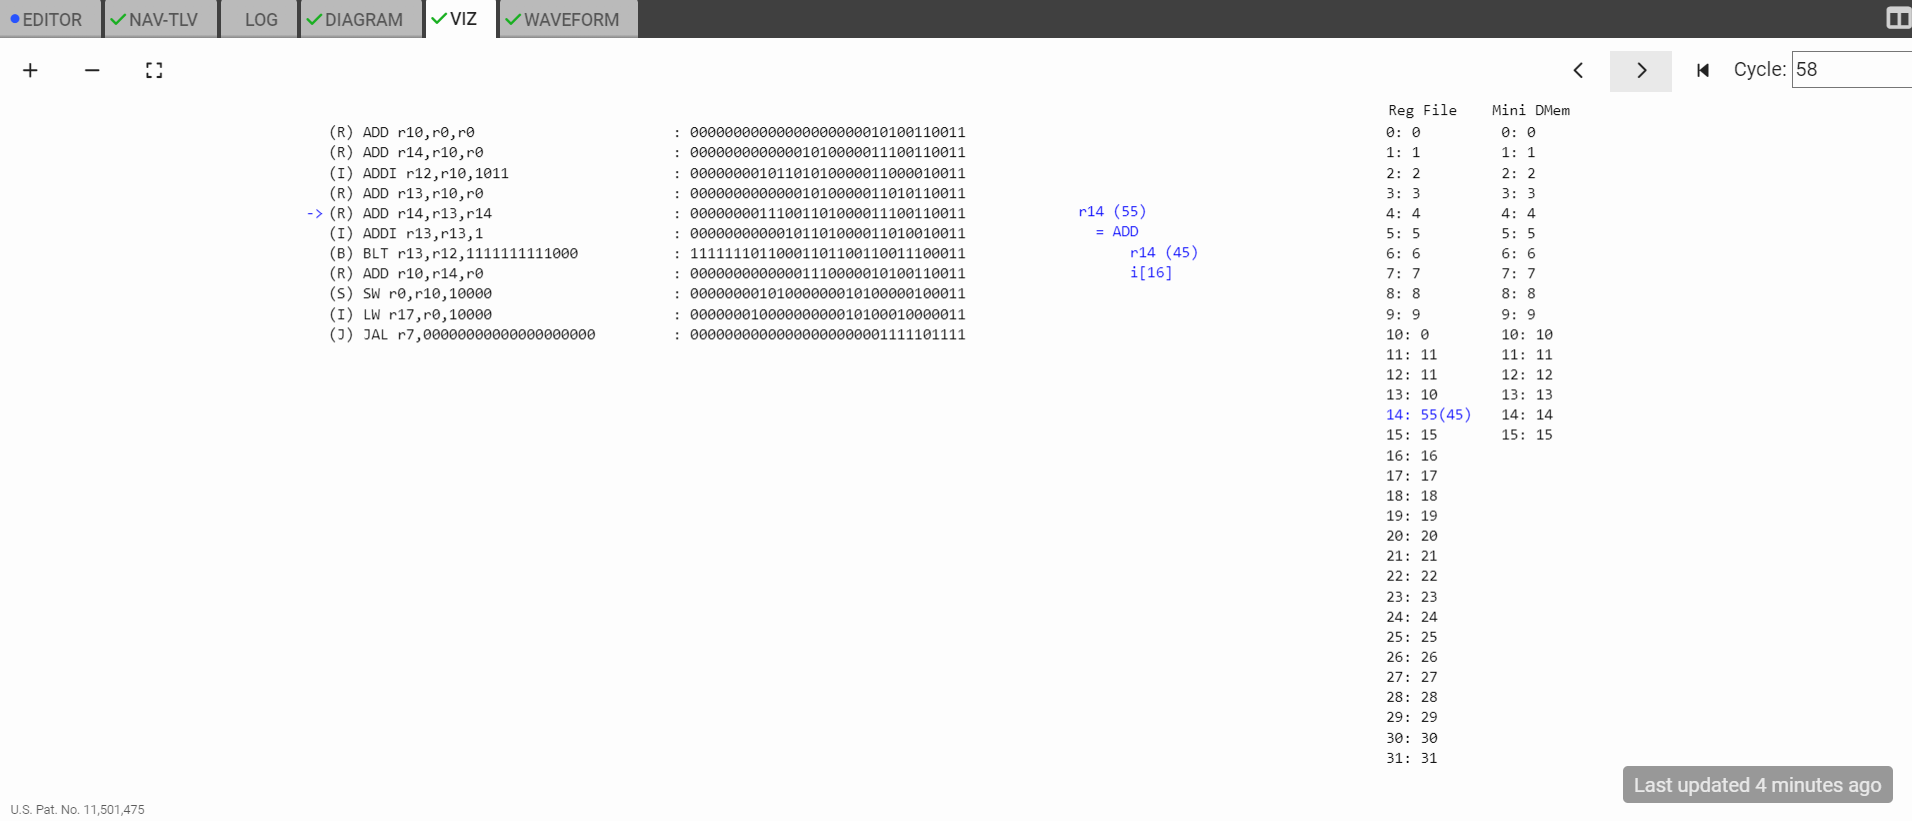 EDITOR
NAV-TLV
LOG
DIAGRAM
VIZ
WAVEFORM
Cycle: 58
Reg File Mini DMem
(R) ADD r10,r0,r0 : 00000000000000000000010100110011
(R) ADD r14,r10,r0 : 00000000000001010000011100110011
(I) ADDI r12,r10,1011 : 00000000101101010000011000010011
(R) ADD r13,r10,r0 : 00000000000001010000011010110011
-> (R) ADD r14,r13,r14 : 00000000111001101000011100110011
(I) ADDI r13,r13,1 : 00000000000101101000011010010011
(B) BLT r13,r12,1111111111000 : 11111110110001101100110011100011
(R) ADD r10,r14,r0 : 00000000000001110000010100110011
(S) SW r0,r10,10000 : 00000000101000000010100000100011
(I) LW r17,r0,10000 : 00000001000000000010100010000011
(J) JAL r7,00000000000000000000 : 00000000000000000000001111101111
r14 (55)
= ADD
r14 (45)
i[16]
0: 0 0: 0
1: 1 1: 1
2: 2 2: 2
3: 3 3: 3
4: 4 4: 4
5: 5 5: 5
6: 6 6: 6
7: 7 7: 7
8: 8 8: 8
9: 9 9: 9
10: 0 10: 10
11: 11 11: 11
12: 11 12: 12
13: 10 13: 13
14: 55(45) 14: 14
15: 15 15: 15
16: 16
17: 17
18: 18
19: 19
20: 20
21: 21
22: 22
23: 23
24: 24
25: 25
26: 26
27: 27
28: 28
29: 29
30: 30
31: 31
Last updated 4 minutes ago
U.S. Pat. No. 11,501,475